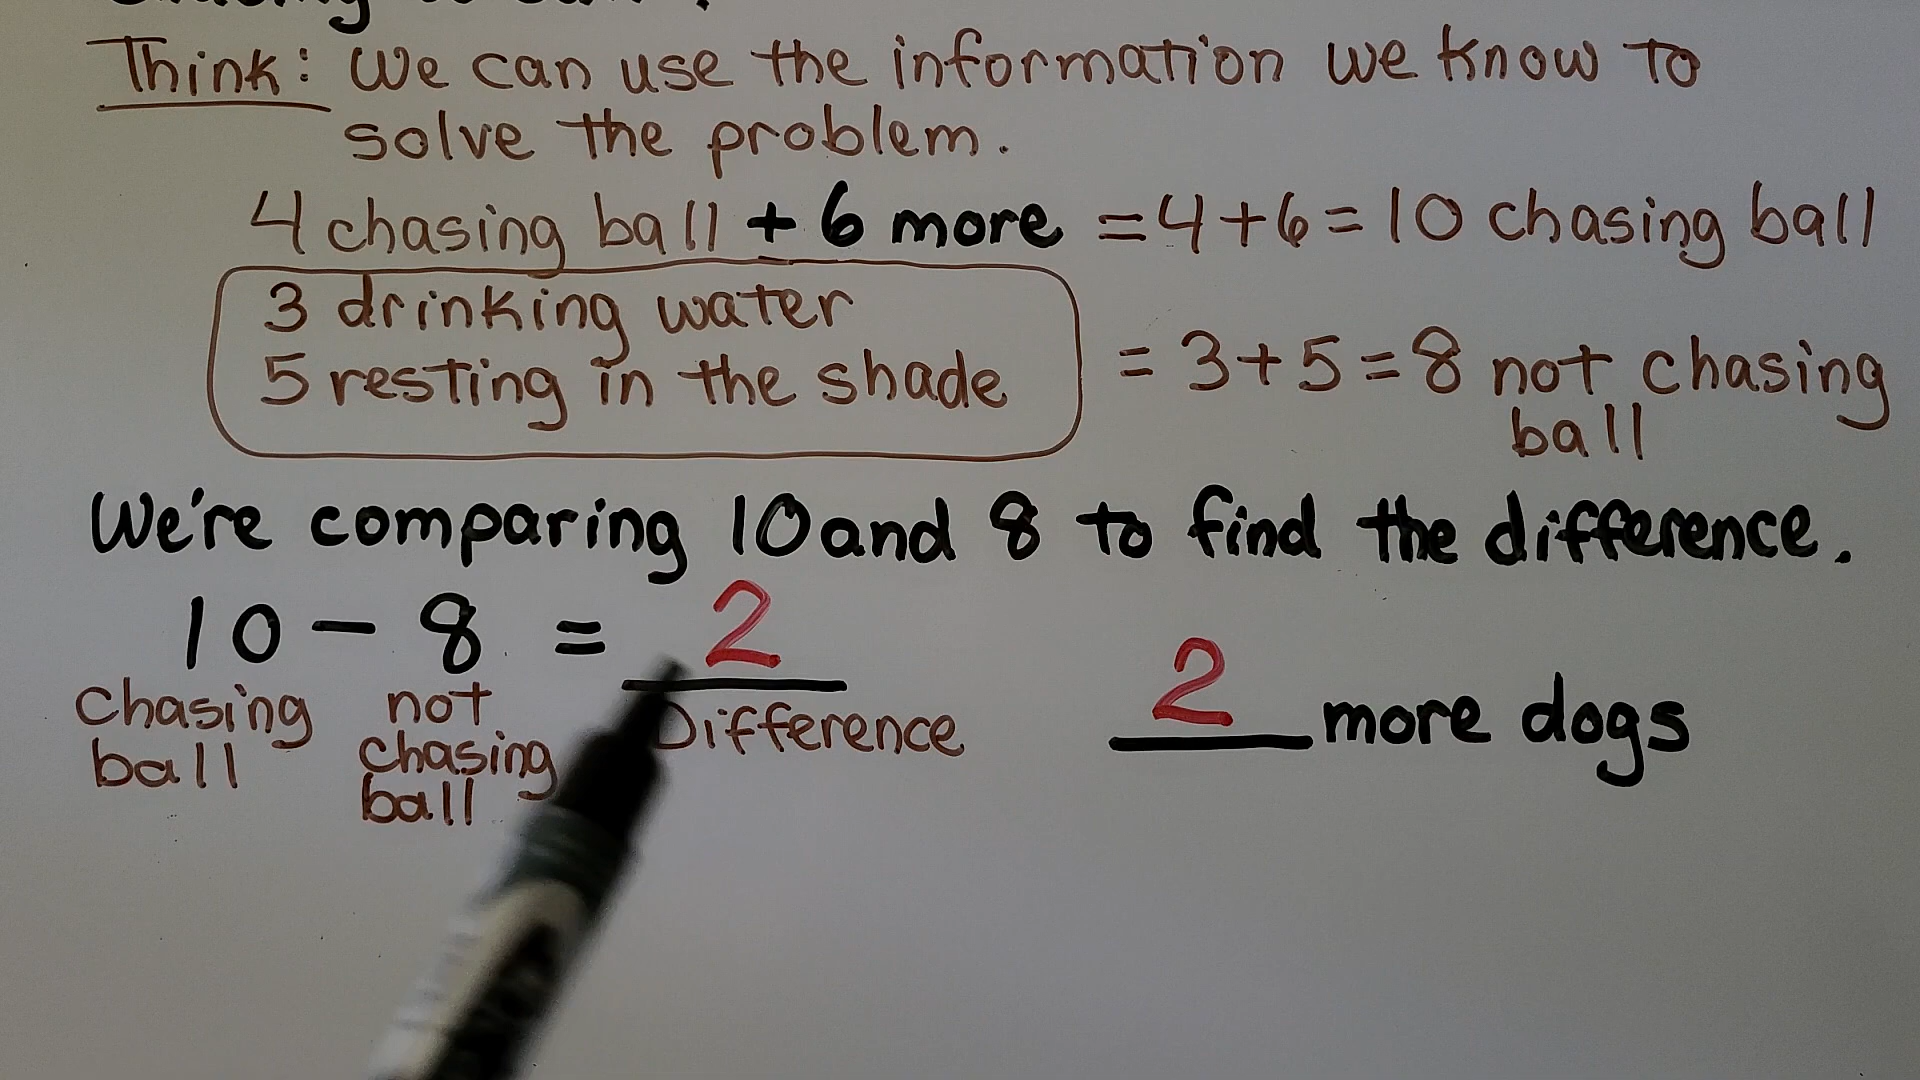 Think: We can use the information we know to
solve the problem.
4 chasing ball + 6 more = 4 + 6 = 10 chasing ball
3 drinking water
5 resting in the shade
= 3 + 5 = 8 not chasing
ball
We're comparing 10 and 8 to find the difference.
10 - 8 = 2
chasing ball
not chasing ball
Difference
2 more dogs